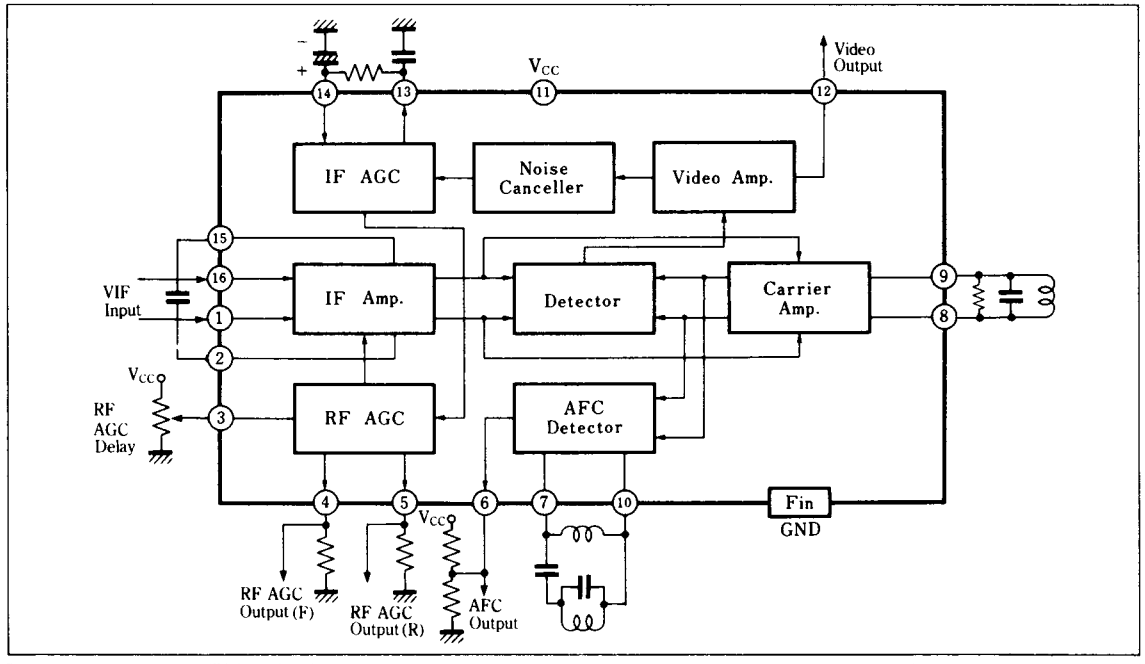 −
+
VCC
Video
Output
14
13
11
12
IF AGC
Noise
Canceller
Video Amp.
15
16
VIF
Input
1
2
IF Amp.
Detector
Carrier
Amp.
9
8
VCC
RF
AGC
Delay
3
RF AGC
AFC
Detector
4
5
6
7
10
Fin
GND
VCC
RF AGC
Output (F)
RF AGC
Output (R)
AFC
Output